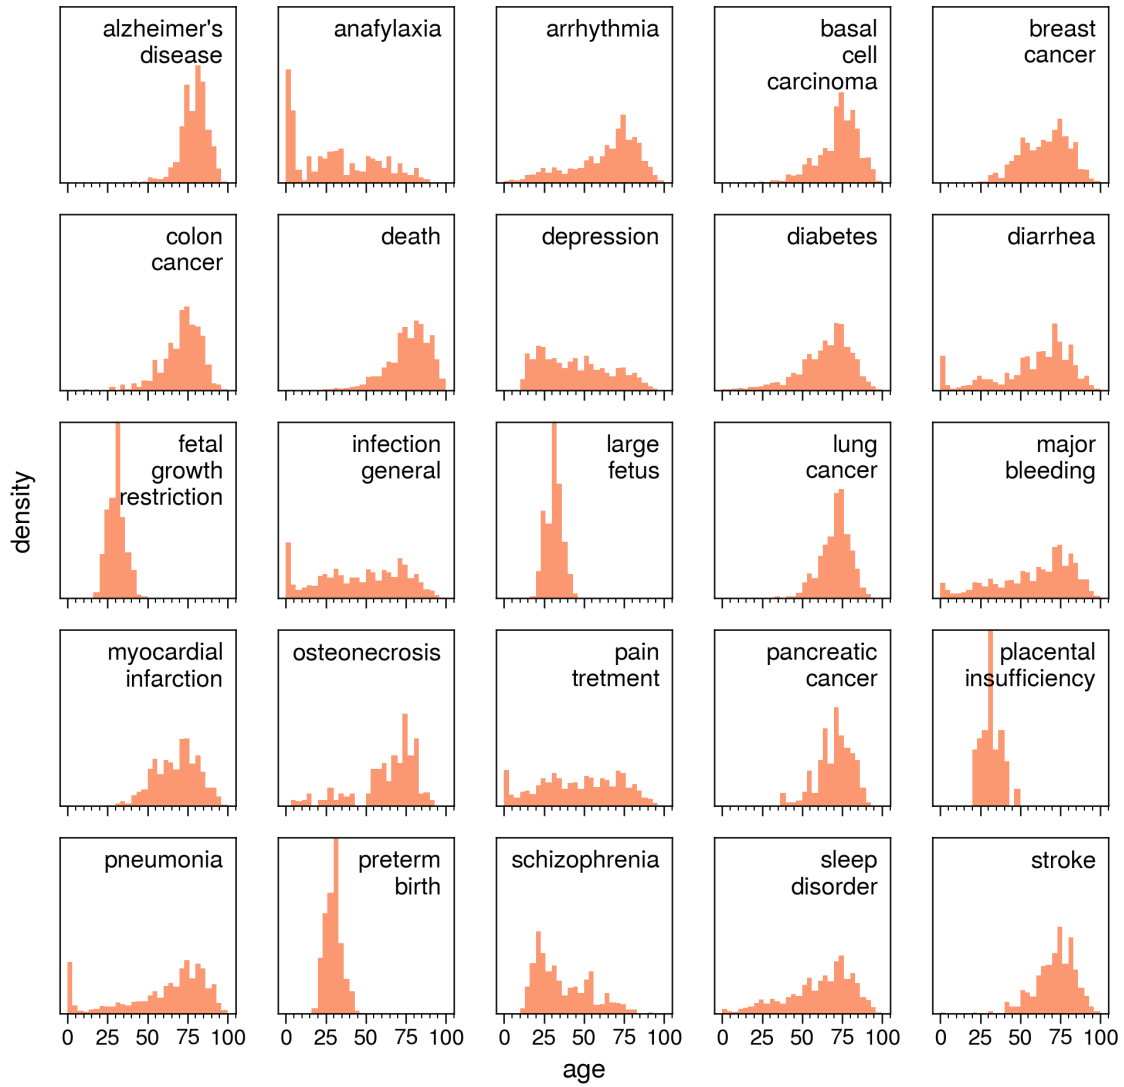 alzheimer's
disease
anafylaxia
arrhythmia
basal
cell
carcinoma
breast
cancer
colon
cancer
death
depression
diabetes
diarrhea
fetal
growth
restriction
infection
general
large
fetus
lung
cancer
major
bleeding
myocardial
infarction
osteonecrosis
pain
tretment
pancreatic
cancer
placental
insufficiency
pneumonia
preterm
birth
schizophrenia
sleep
disorder
stroke
density
0 25 50 75 100
0 25 50 75 100
0 25 50 75 100
0 25 50 75 100
0 25 50 75 100
age